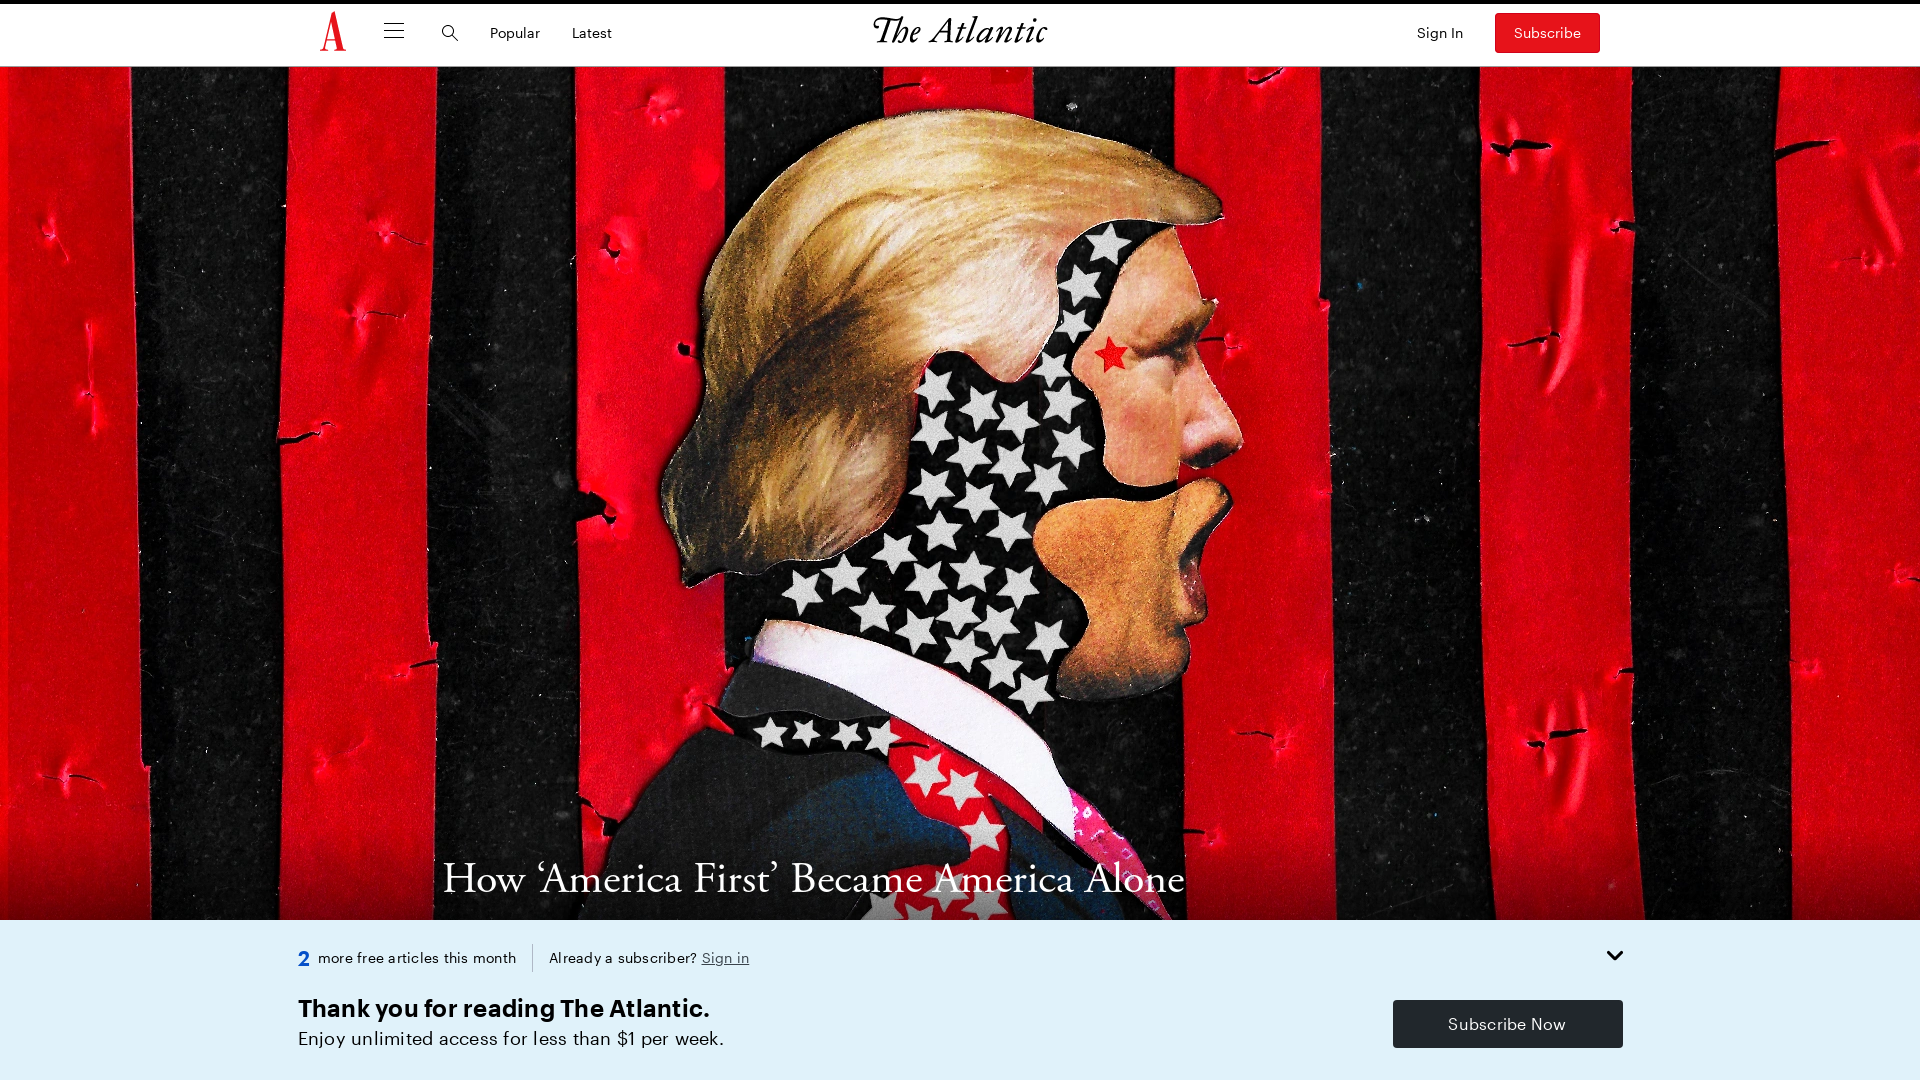 A
Popular
Latest
The Atlantic
Sign In
Subscribe
How ‘America First’ Became America Alone
2 more free articles this month
Already a subscriber? Sign in
Thank you for reading The Atlantic.
Enjoy unlimited access for less than $1 per week.
Subscribe Now